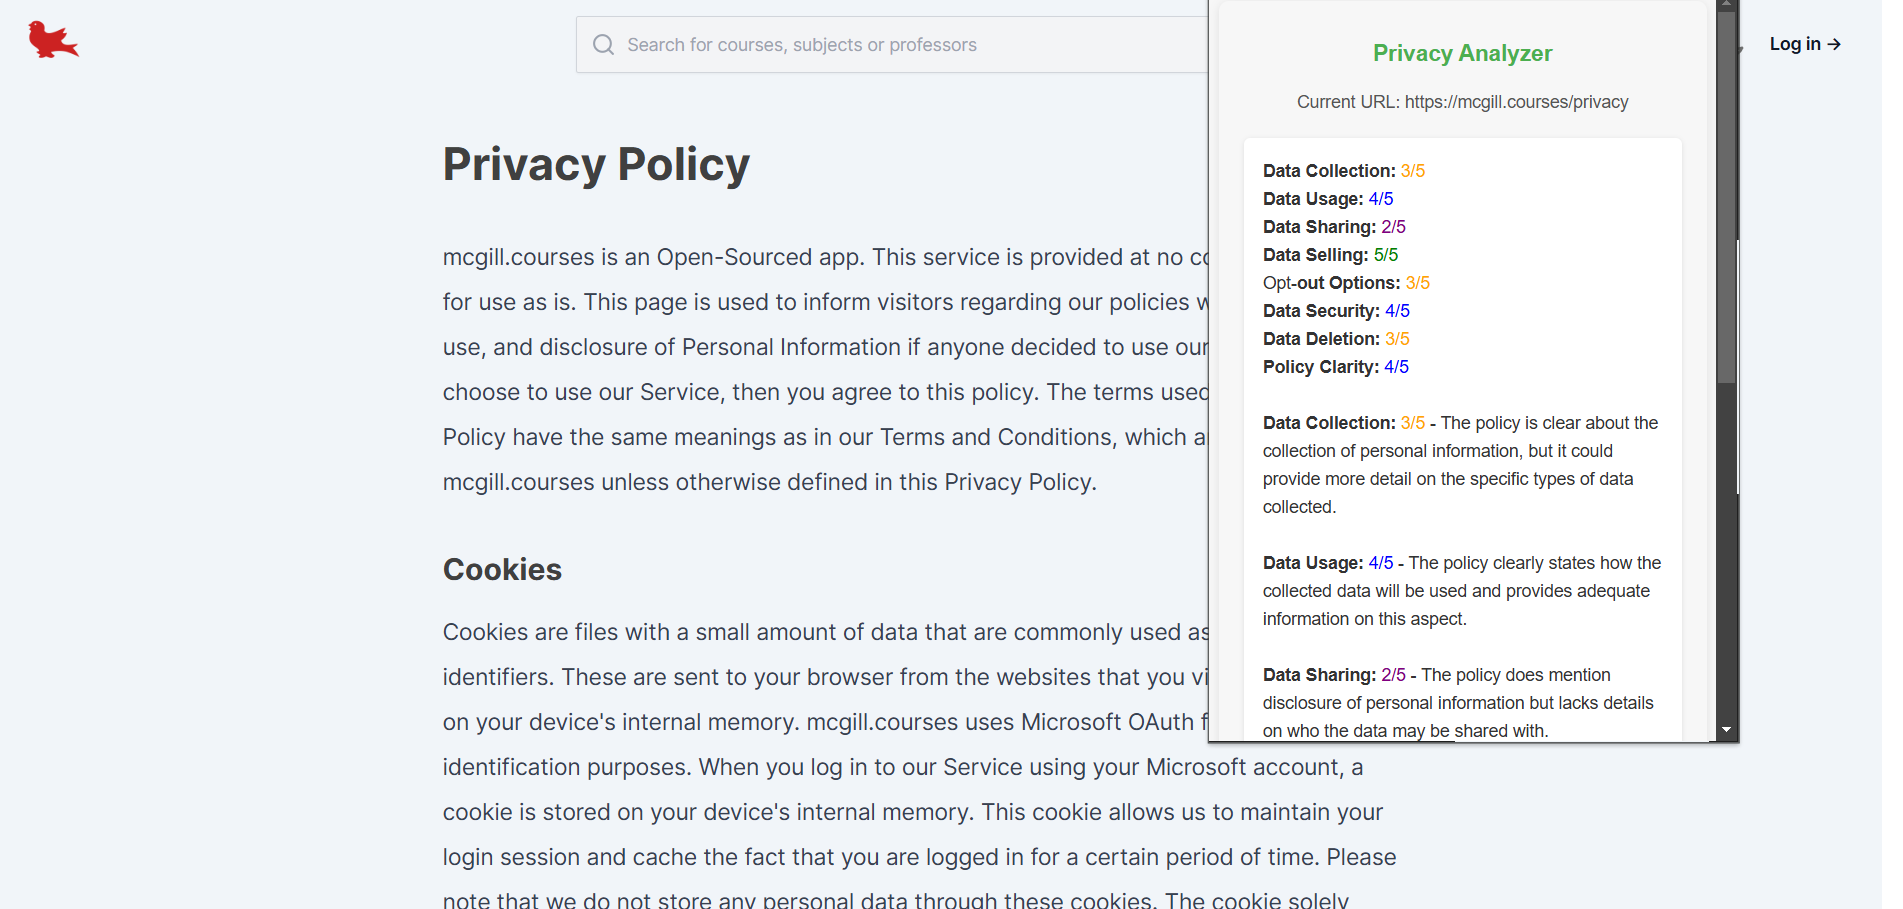 Search for courses, subjects or professors
Log in →
Privacy Policy
mcgill.courses is an Open-Sourced app. This service is provided at no
for use as is. This page is used to inform visitors regarding our policies
use, and disclosure of Personal Information if anyone decided to use our
choose to use our Service, then you agree to this policy. The terms used
Policy have the same meanings as in our Terms and Conditions, which
mcgill.courses unless otherwise defined in this Privacy Policy.
Cookies
Cookies are files with a small amount of data that are commonly used as
identifiers. These are sent to your browser from the websites that you
on your device's internal memory. mcgill.courses uses Microsoft OAuth
identification purposes. When you log in to our Service using your Microsoft account, a
cookie is stored on your device's internal memory. This cookie allows us to maintain your
login session and cache the fact that you are logged in for a certain period of time. Please
note that we do not store any personal data through these cookies. The cookie solely
Privacy Analyzer
Current URL: https://mcgill.courses/privacy
Data Collection: 3/5
Data Usage: 4/5
Data Sharing: 2/5
Data Selling: 5/5
Opt-out Options: 3/5
Data Security: 4/5
Data Deletion: 3/5
Policy Clarity: 4/5
Data Collection: 3/5 - The policy is clear about the
collection of personal information, but it could
provide more detail on the specific types of data
collected.
Data Usage: 4/5 - The policy clearly states how the
collected data will be used and provides adequate
information on this aspect.
Data Sharing: 2/5 - The policy does mention
disclosure of personal information but lacks details
on who the data may be shared with.